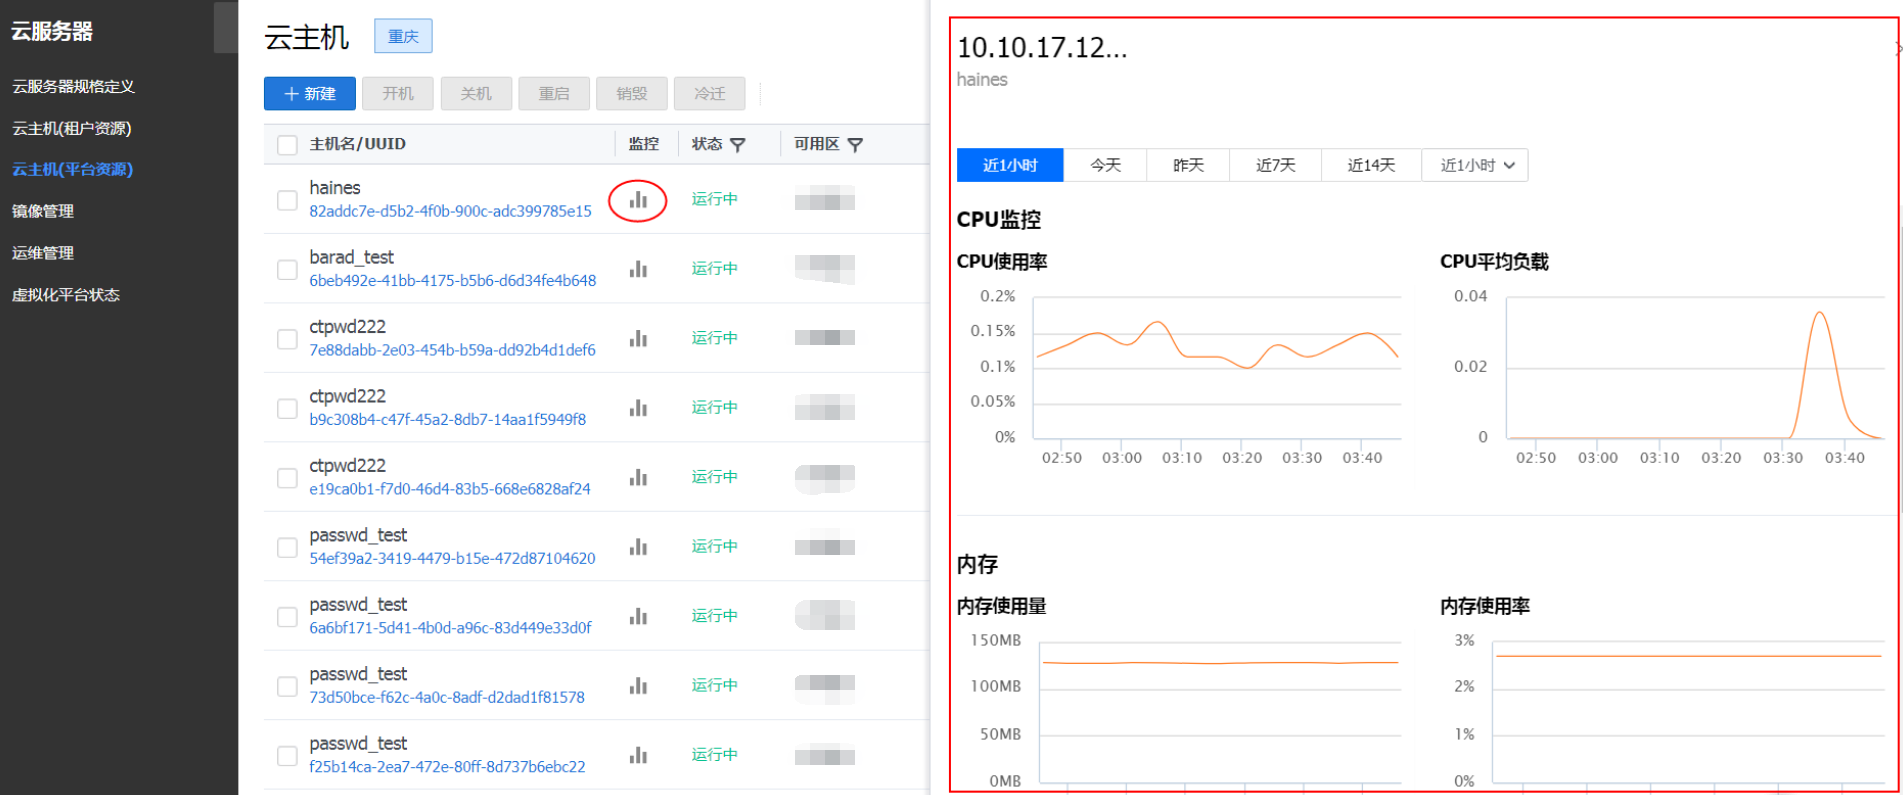 云服务器
云服务器规格定义
云主机(租户资源)
云主机(平台资源)
镜像管理
运维管理
虚拟化平台状态
云主机 重庆
+ 新建 开机 关机 重启 销毁 冷迁
主机名/UUID 监控 状态 可用区
haines 运行中
82addc7e-d5b2-4f0b-900c-adc399785e15
barad_test 运行中
6beb492e-41bb-4175-b5b6-d6d34fe4b648
ctpwd222 运行中
7e88dabb-2e03-454b-b59a-dd92b4d1def6
ctpwd222 运行中
b9c308b4-c47f-45a2-8db7-14aa1f5949f8
ctpwd222 运行中
e19ca0b1-f7d0-46d4-83b5-668e6828af24
passwd_test 运行中
54ef39a2-3419-4479-b15e-472d87104620
passwd_test 运行中
6a6bf171-5d41-4b0d-a96c-83d449e33d0f
passwd_test 运行中
73d50bce-f62c-4a0c-8adf-d2dad1f81578
passwd_test 运行中
f25b14ca-2ea7-472e-80ff-8d737b6ebc22
10.10.17.12...
haines
近1小时 今天 昨天 近7天 近14天 近1小时
CPU监控
CPU使用率
0.2%
0.15%
0.1%
0.05%
0%
02:50 03:00 03:10 03:20 03:30 03:40
CPU平均负载
0.04
0.02
0
02:50 03:00 03:10 03:20 03:30 03:40
内存
内存使用量
150MB
100MB
50MB
0MB
内存使用率
3%
2%
1%
0%